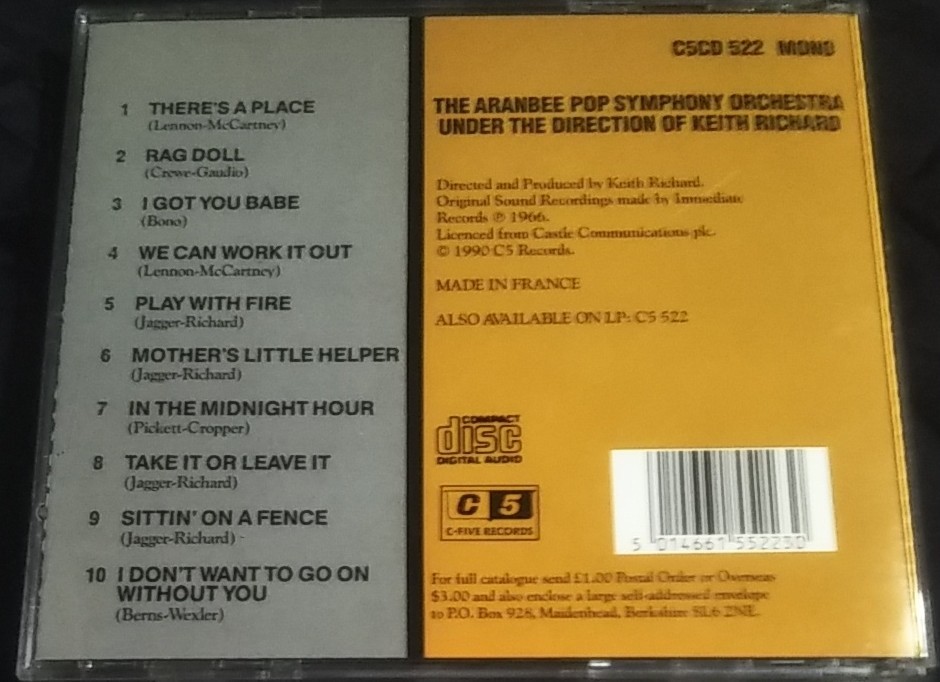 1 THERE'S A PLACE
(Lennon-McCartney)
2 RAG DOLL
(Crewe-Gaudio)
3 I GOT YOU BABE
(Bono)
4 WE CAN WORK IT OUT
(Lennon-McCartney)
5 PLAY WITH FIRE
(Jagger-Richard)
6 MOTHER'S LITTLE HELPER
(Jagger-Richard)
7 IN THE MIDNIGHT HOUR
(Pickett-Cropper)
8 TAKE IT OR LEAVE IT
(Jagger-Richard)
9 SITTIN' ON A FENCE
(Jagger-Richard)
10 I DON'T WANT TO GO ON
WITHOUT YOU
(Berns-Wexler)
C5CD 522 MONO
THE ARANBEE POP SYMPHONY ORCHESTRA
UNDER THE DIRECTION OF KEITH RICHARD
Directed and Produced by Keith Richard.
Original Sound Recordings made by Immediate
Records ℗ 1966.
Licenced from Castle Communications plc.
© 1990 C5 Records.
MADE IN FRANCE
ALSO AVAILABLE ON LP: C5 522
COMPACT
disc
DIGITAL AUDIO
C 5
C-FIVE RECORDS
5 014661 552230
For full catalogue send £1.00 Postal Order or Overseas
$3.00 and also enclose a large self-addressed envelope
to P.O. Box 928, Maidenhead, Berkshire SL6 2NE.